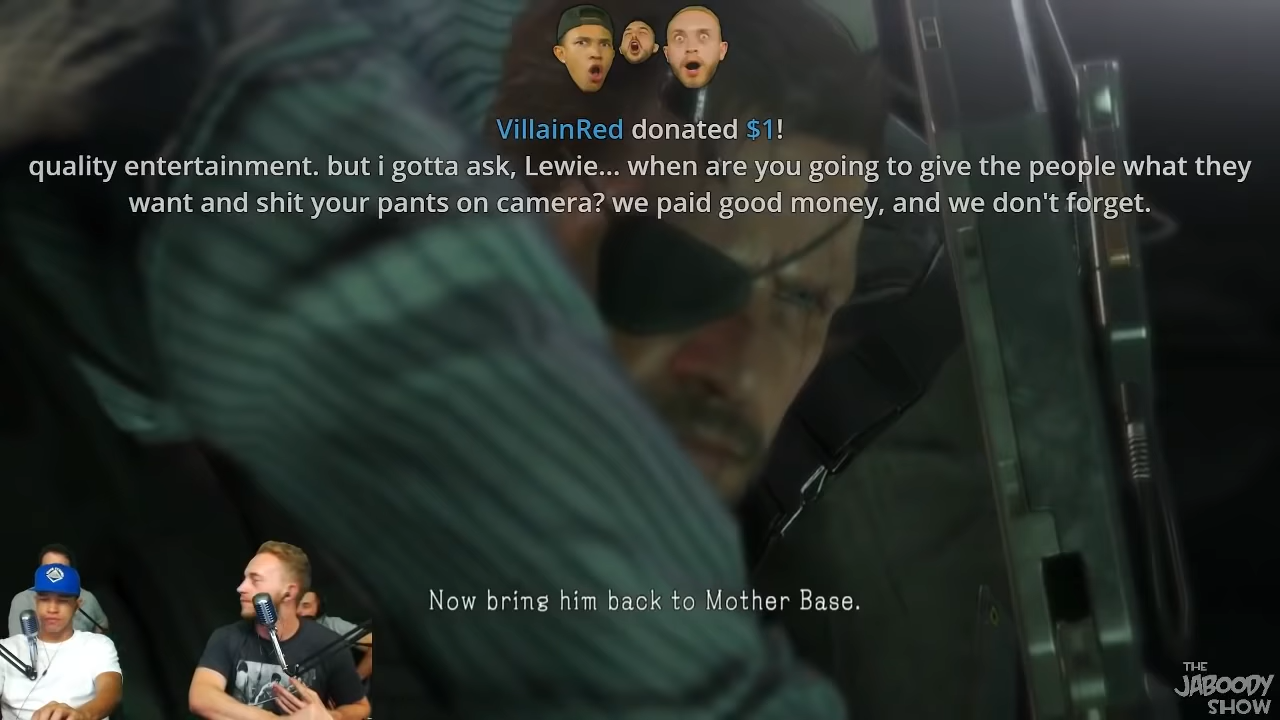 VillainRed donated $1!
quality entertainment. but i gotta ask, Lewie... when are you going to give the people what they
want and shit your pants on camera? we paid good money, and we don't forget.
Now bring him back to Mother Base.
THE
JABOODY
SHOW